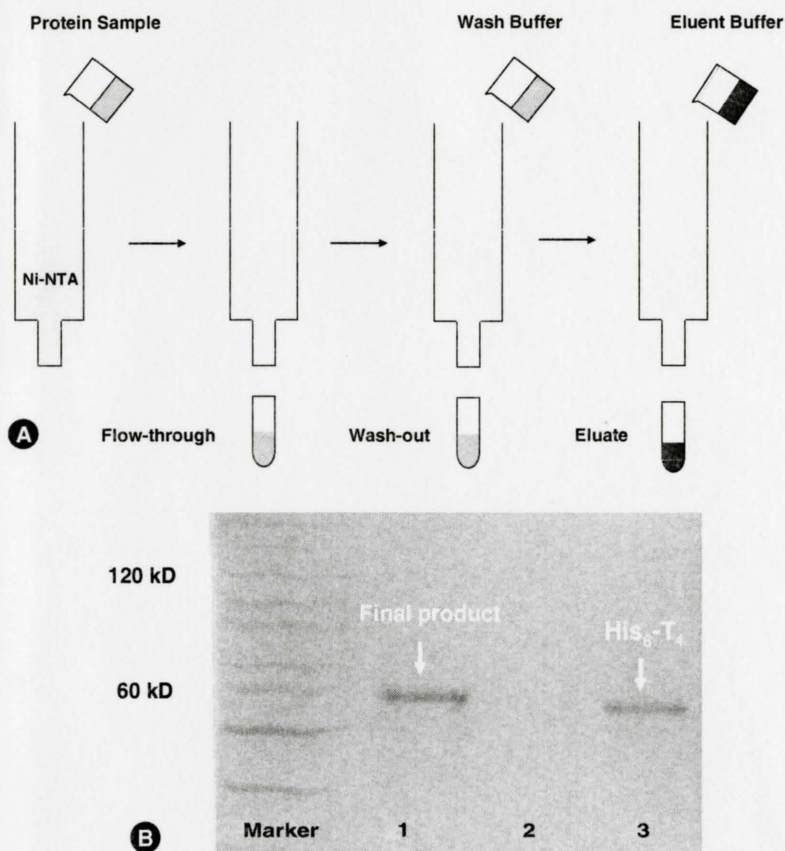 Protein Sample Wash Buffer Eluent Buffer
Ni-NTA
A Flow-through Wash-out Eluate
120 kD
Final product
His₆-T₄
60 kD
B Marker 1 2 3